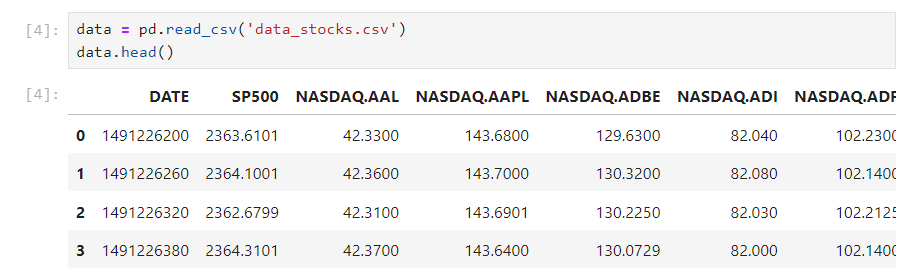 [4]: data = pd.read_csv('data_stocks.csv')
data.head()
[4]: DATE SP500 NASDAQ.AAL NASDAQ.AAPL NASDAQ.ADBE NASDAQ.ADI
0 1491226200 2363.6101 42.3300 143.6800 129.6300 82.040 102.2300
1 1491226260 2364.1001 42.3600 143.7000 130.3200 82.080 102.1400
2 1491226320 2362.6799 42.3100 143.6901 130.2250 82.030 102.2125
3 1491226380 2364.3101 42.3700 143.6400 130.0729 82.000 102.1400